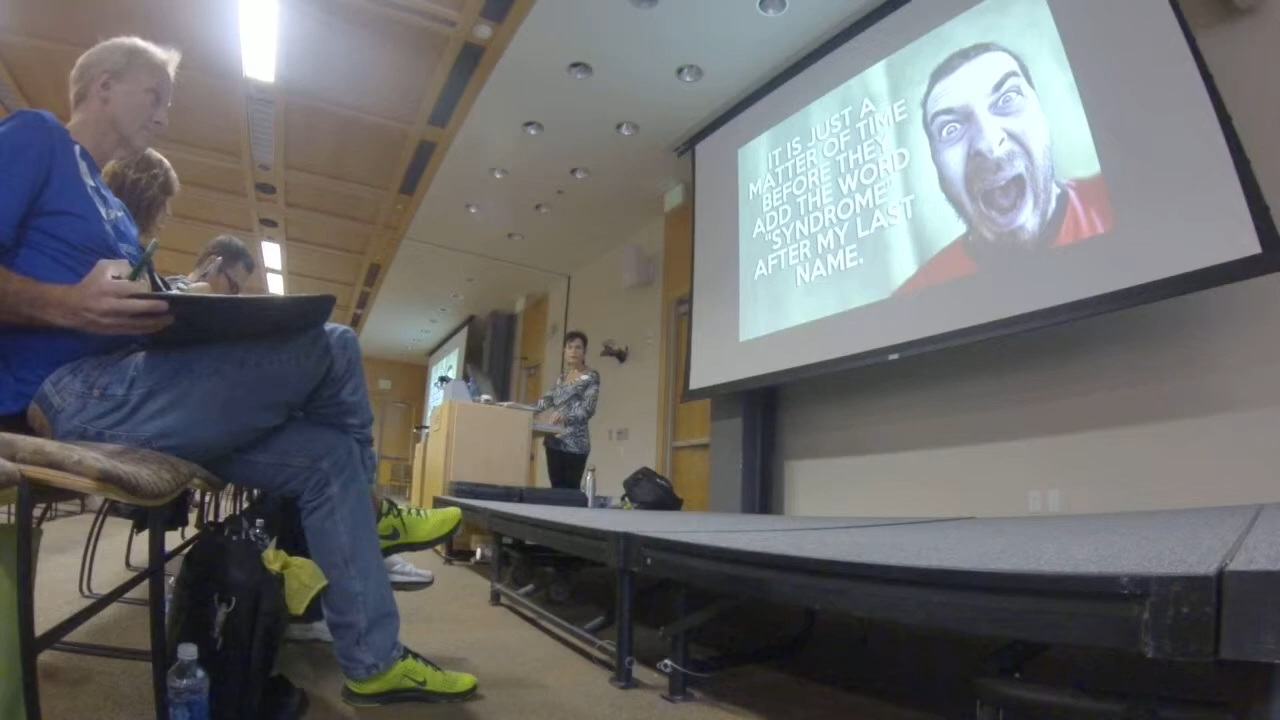 IT IS JUST A
MATTER OF TIME
BEFORE THEY
ADD THE WORD
"SYNDROME"
AFTER MY LAST
NAME.